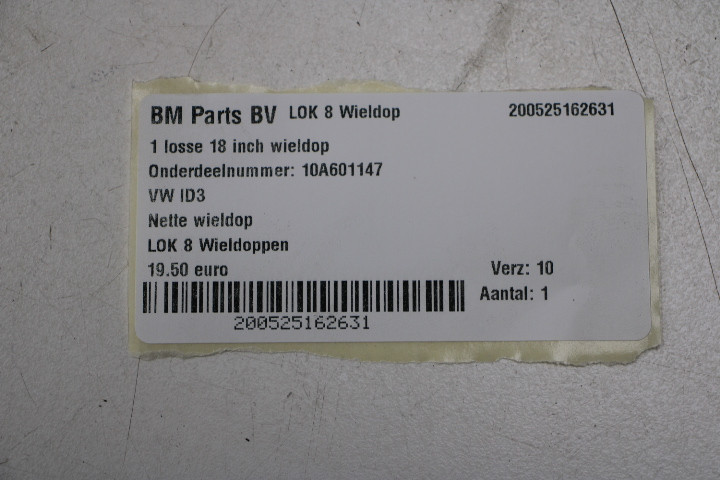 BM Parts BV LOK 8 Wieldop 200525162631
1 losse 18 inch wieldop
Onderdeelnummer: 10A601147
VW ID3
Nette wieldop
LOK 8 Wieldoppen
19.50 euro Verz: 10
Aantal: 1
200525162631